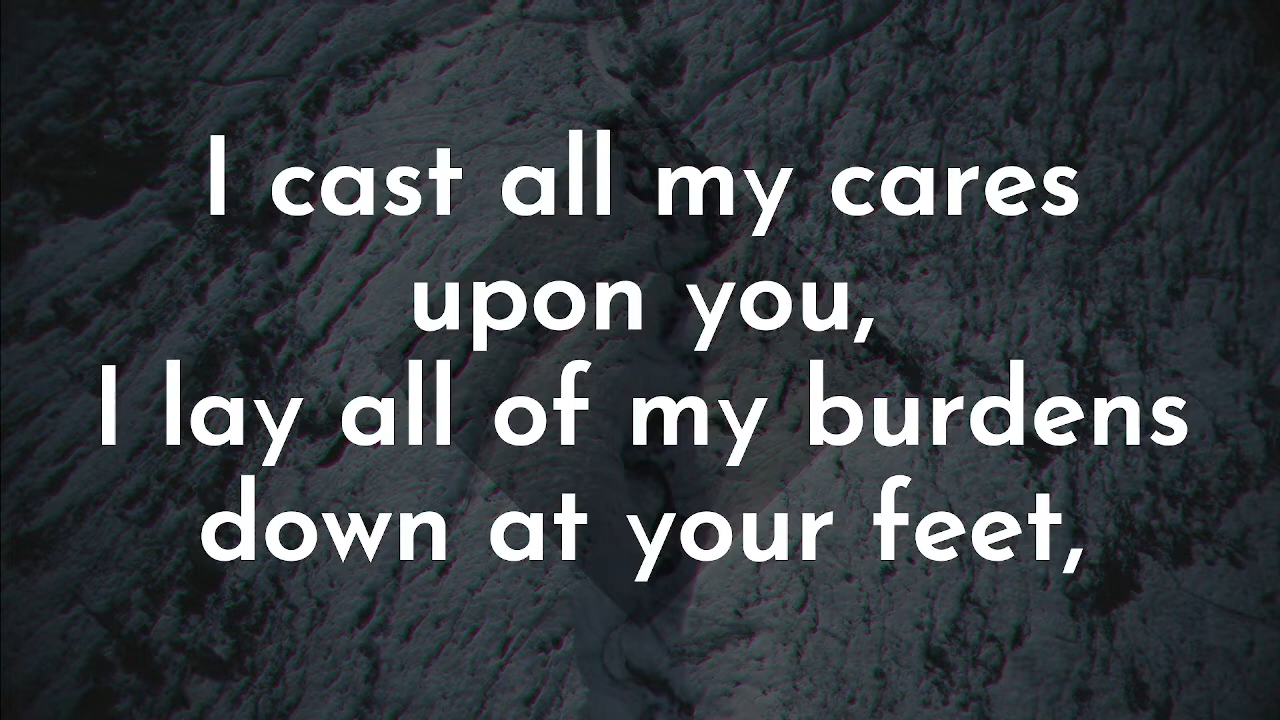 I cast all my cares
upon you,
I lay all of my burdens
down at your feet,